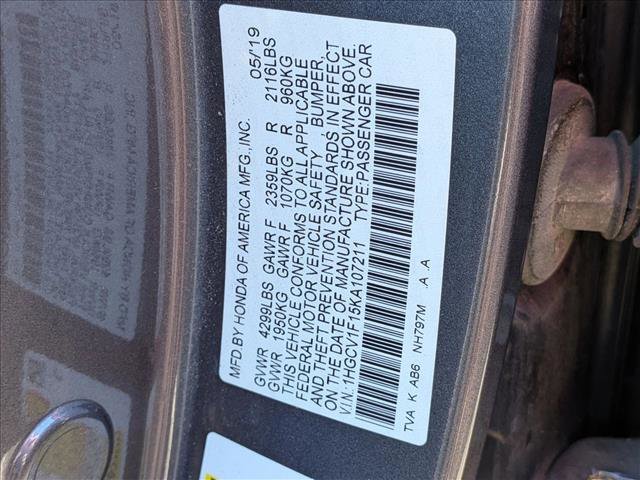 MFD.BY HONDA OF AMERICA MFG.,INC. 05/'19
GVWR 4299LBS GAWR F 2359LBS R 2116LBS
GVWR 1950KG GAWR F 1070KG R 960KG
THIS VEHICLE CONFORMS TO ALL APPLICABLE
FEDERAL MOTOR VEHICLE SAFETY BUMPER,
AND THEFT PREVENTION STANDARDS IN EFFECT
ON THE DATE OF MANUFACTURE SHOWN ABOVE.
V.I.N.:1HGCV1F15KA107211 TYPE:PASSENGER CAR
TVA K AB6 NH797M .A .A